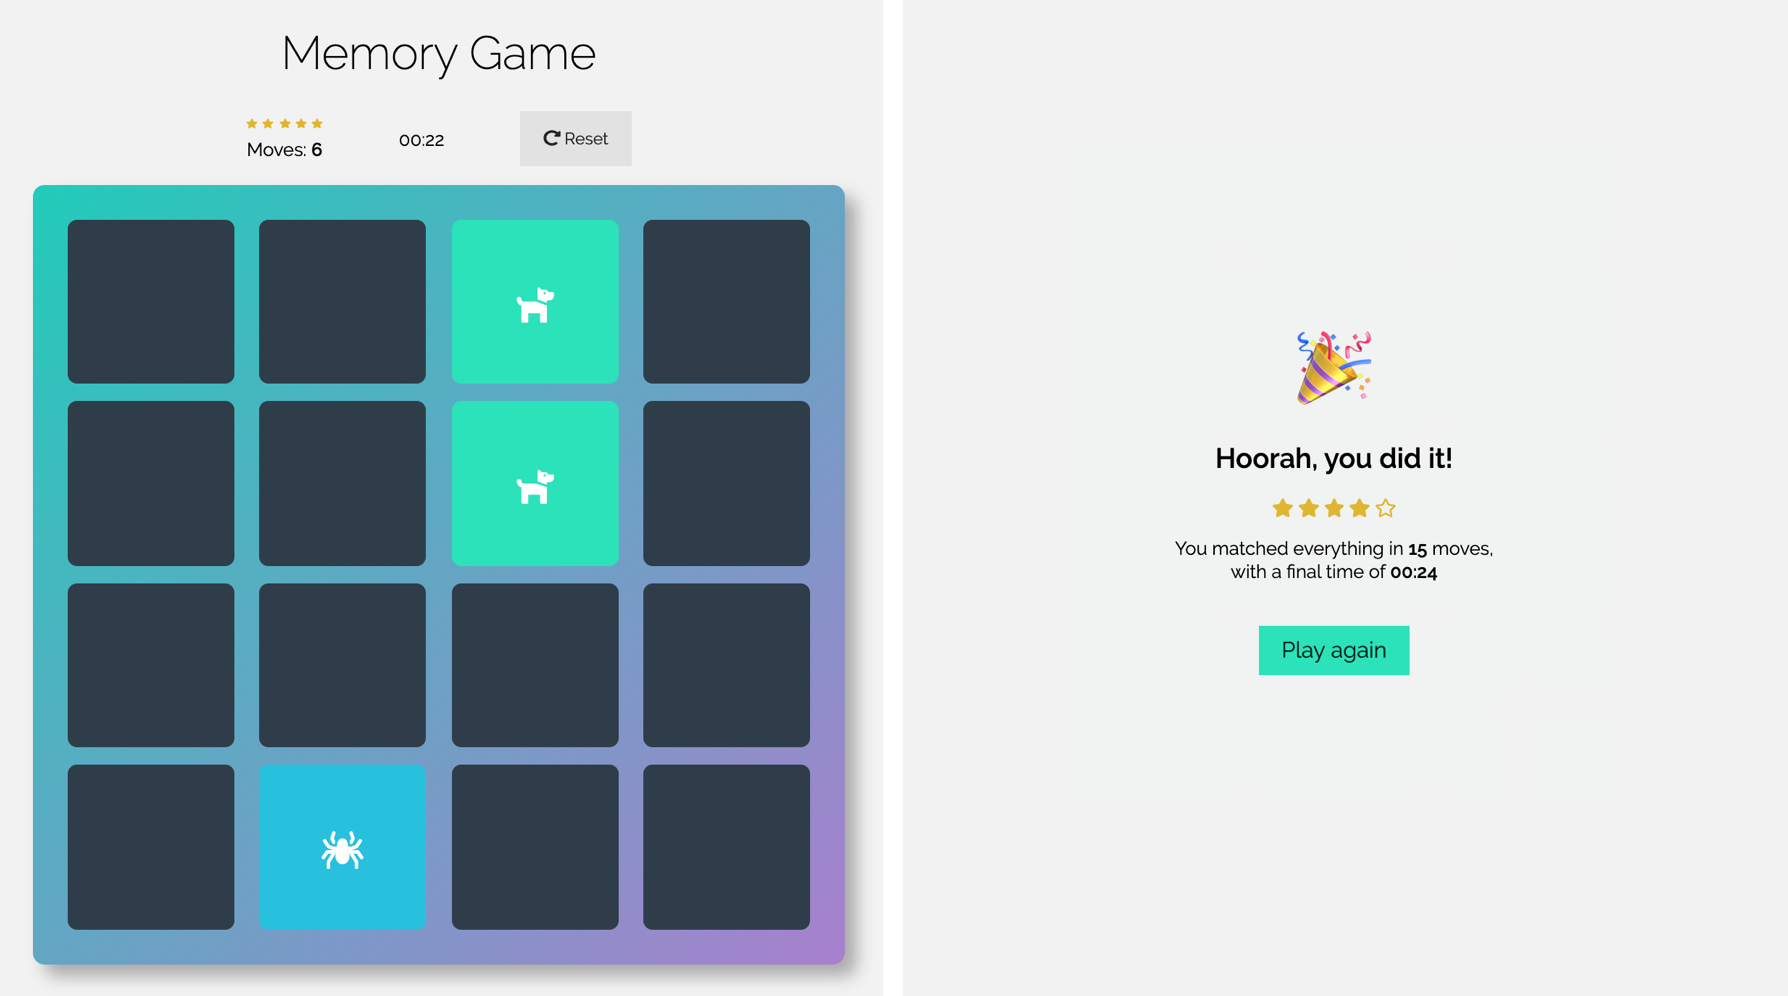 Memory Game
Moves: 6
00:22
Reset
Hoorah, you did it!
You matched everything in 15 moves,
with a final time of 00:24
Play again